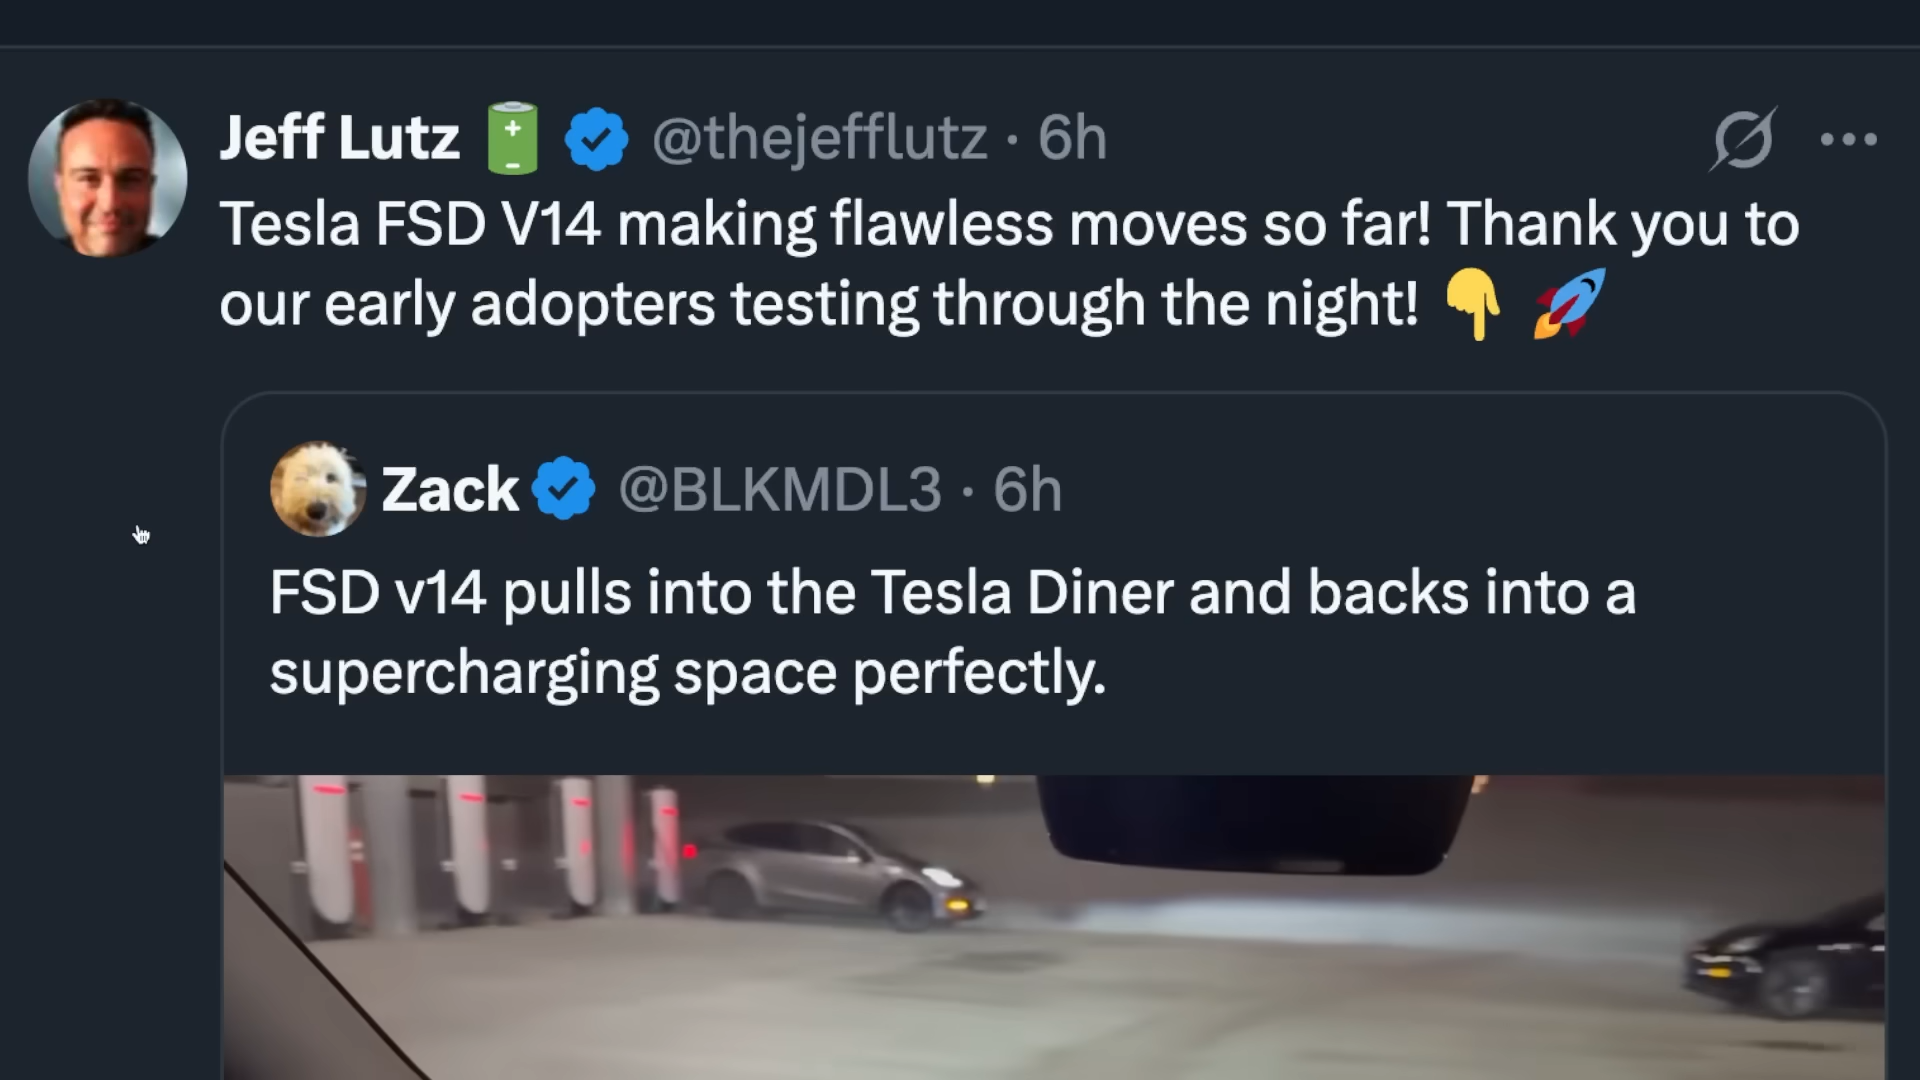 Jeff Lutz 🔋 @thejefflutz · 6h
Tesla FSD V14 making flawless moves so far! Thank you to
our early adopters testing through the night! 👇 🚀
Zack @BLKMDL3 · 6h
FSD v14 pulls into the Tesla Diner and backs into a
supercharging space perfectly.